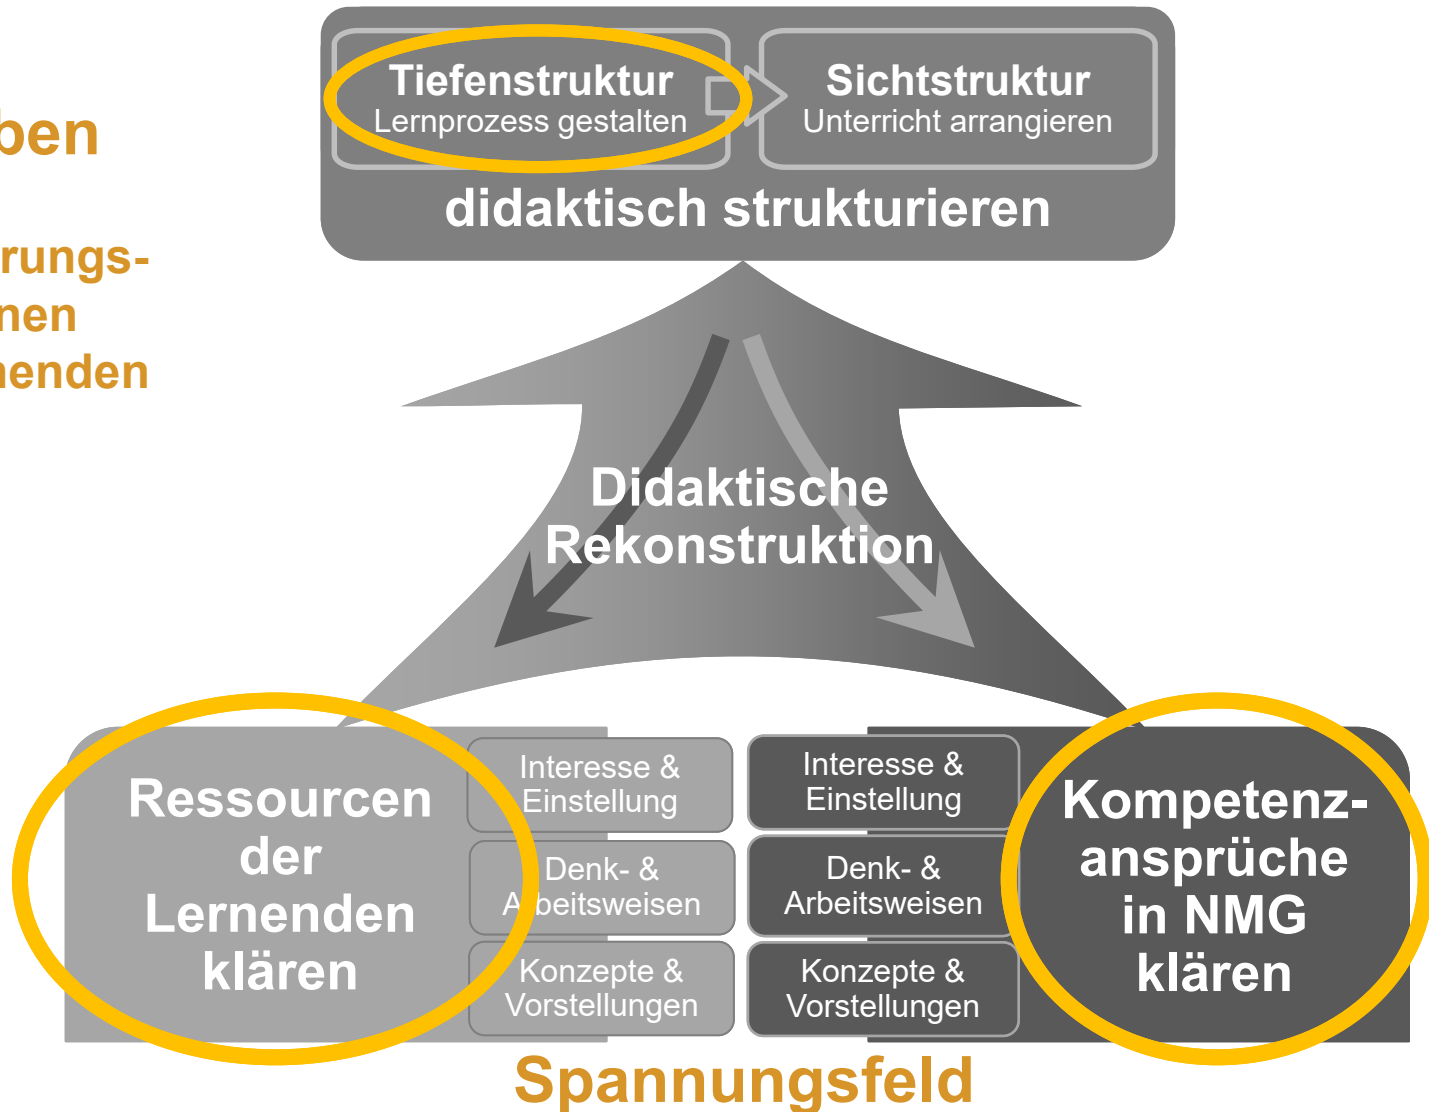 Tiefenstruktur
Lernprozess gestalten
Sichtstruktur
Unterricht arrangieren
didaktisch strukturieren
ben
rungs-
nen
nenden
Didaktische
Rekonstruktion
Ressourcen
der
Lernenden
klären
Interesse &
Einstellung
Denk- &
Arbeitsweisen
Konzepte &
Vorstellungen
Interesse &
Einstellung
Denk- &
Arbeitsweisen
Konzepte &
Vorstellungen
Kompetenz-
ansprüche
in NMG
klären
Spannungsfeld